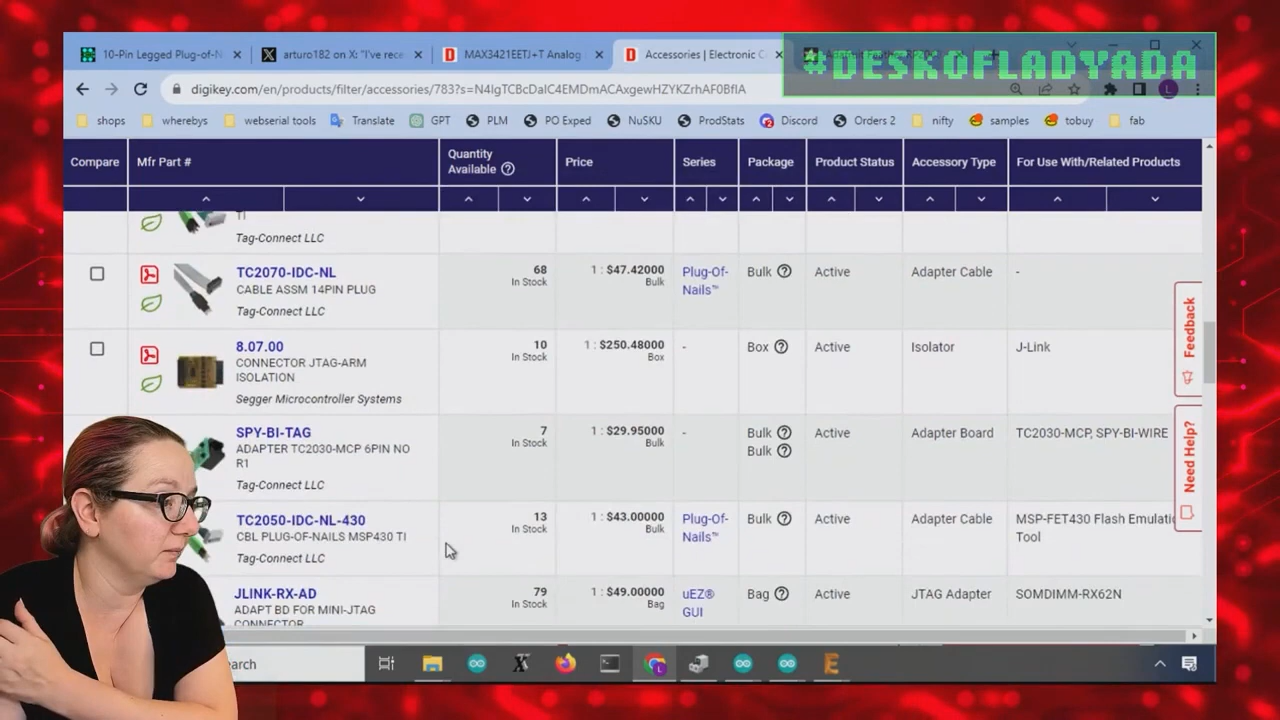 #DESKOFLADYADA
10-Pin Legged Plug-of-N
arturo182 on X: "I've rece
MAX3421EETJ+T Analog
Accessories | Electronic C
digikey.com/en/products/filter/accessories/783?s=
shops
wherebys
webserial tools
Translate
GPT
PLM
PO Exped
NuSKU
ProdStats
Discord
Orders 2
nifty
samples
tobuy
fab
Compare
Mfr Part #
Quantity
Available
Price
Series
Package
Product Status
Accessory Type
For Use With/Related Products
TI
Tag-Connect LLC
TC2070-IDC-NL
CABLE ASSM 14PIN PLUG
Tag-Connect LLC
68
In Stock
1 : $47.42000
Bulk
Plug-Of-
Nails™
Bulk
Active
Adapter Cable
-
8.07.00
CONNECTOR JTAG-ARM
ISOLATION
Segger Microcontroller Systems
10
In Stock
1 : $250.48000
Box
-
Box
Active
Isolator
J-Link
SPY-BI-TAG
ADAPTER TC2030-MCP 6PIN NO
R1
Tag-Connect LLC
7
In Stock
1 : $29.95000
Bulk
-
Bulk
Bulk
Active
Adapter Board
TC2030-MCP, SPY-BI-WIRE
TC2050-IDC-NL-430
CBL PLUG-OF-NAILS MSP430 TI
Tag-Connect LLC
13
In Stock
1 : $43.00000
Bulk
Plug-Of-
Nails™
Bulk
Active
Adapter Cable
MSP-FET430 Flash Emulatio
Tool
JLINK-RX-AD
ADAPT BD FOR MINI-JTAG
CONNECTOR
79
In Stock
1 : $49.00000
Bag
uEZ®
GUI
Bag
Active
JTAG Adapter
SOMDIMM-RX62N
Feedback
Need Help?
earch